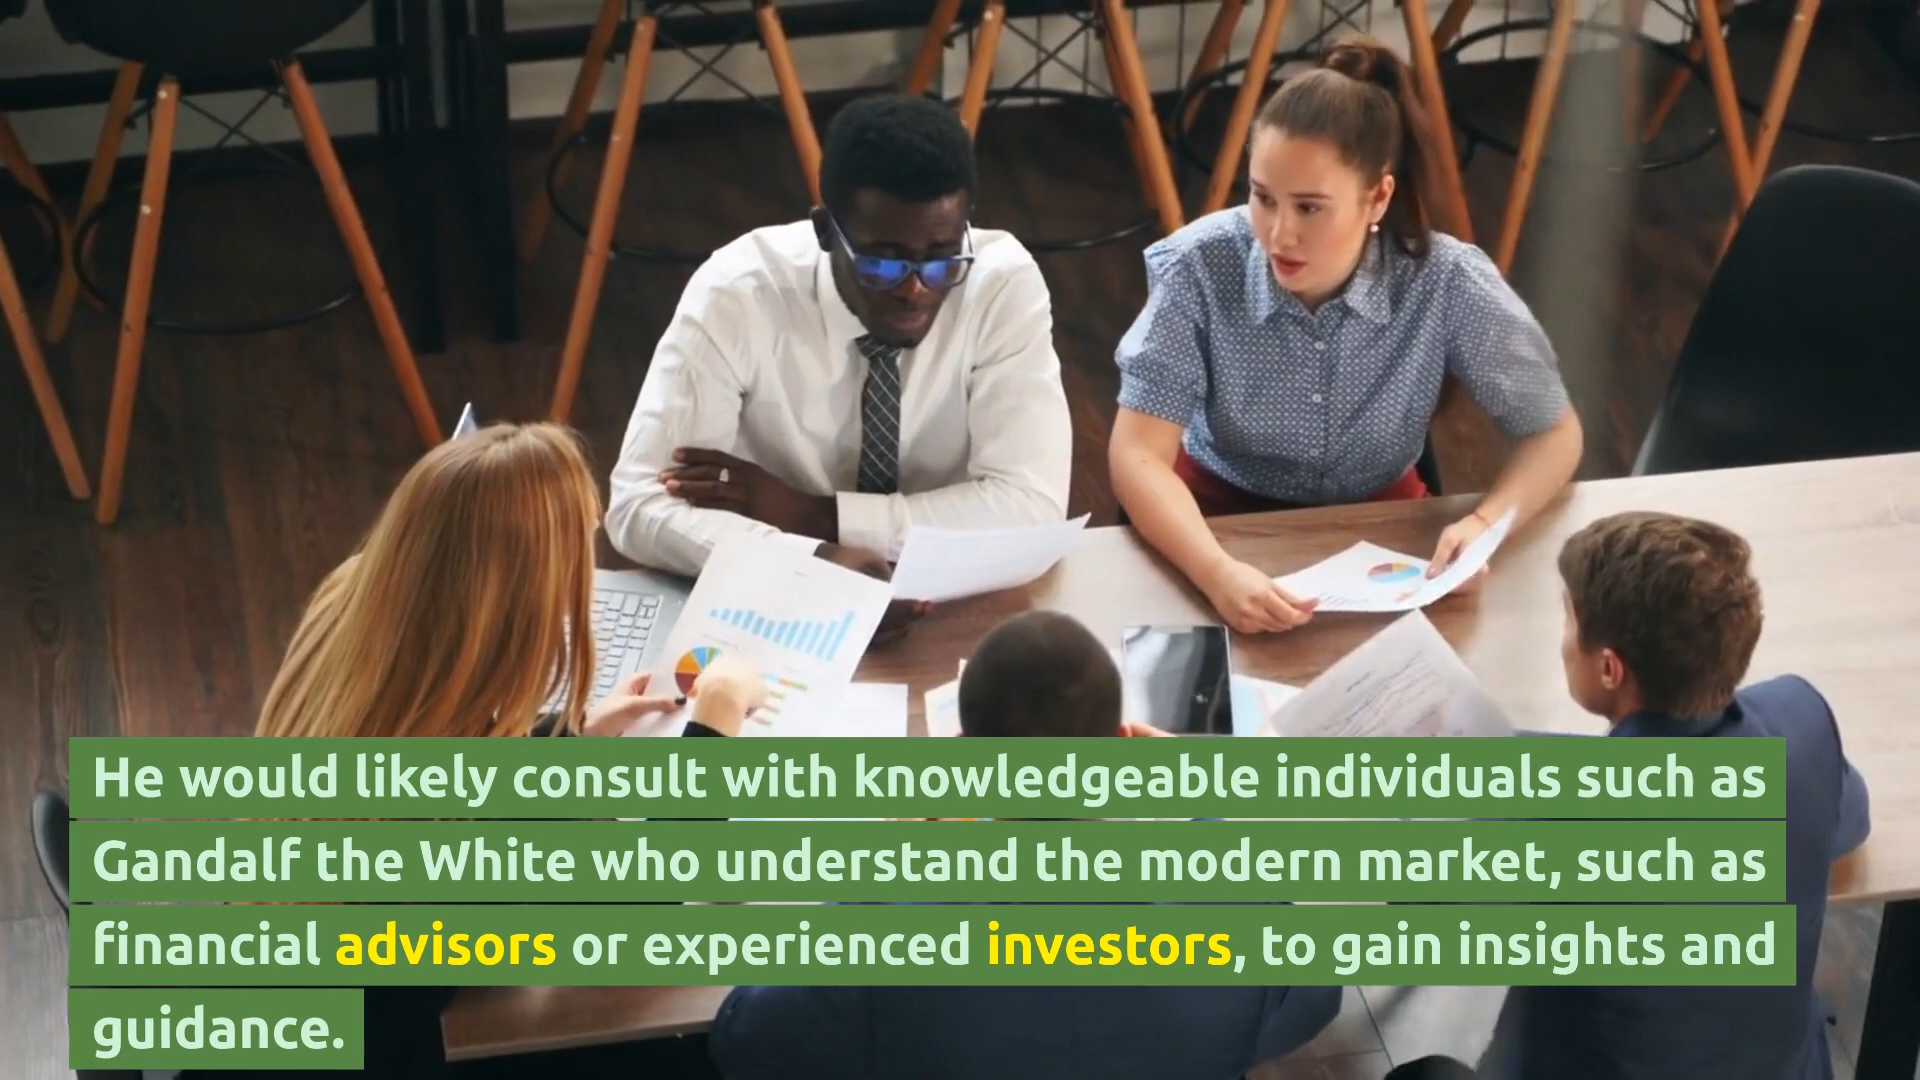 He would likely consult with knowledgeable individuals such as
Gandalf the White who understand the modern market, such as
financial advisors or experienced investors, to gain insights and
guidance.